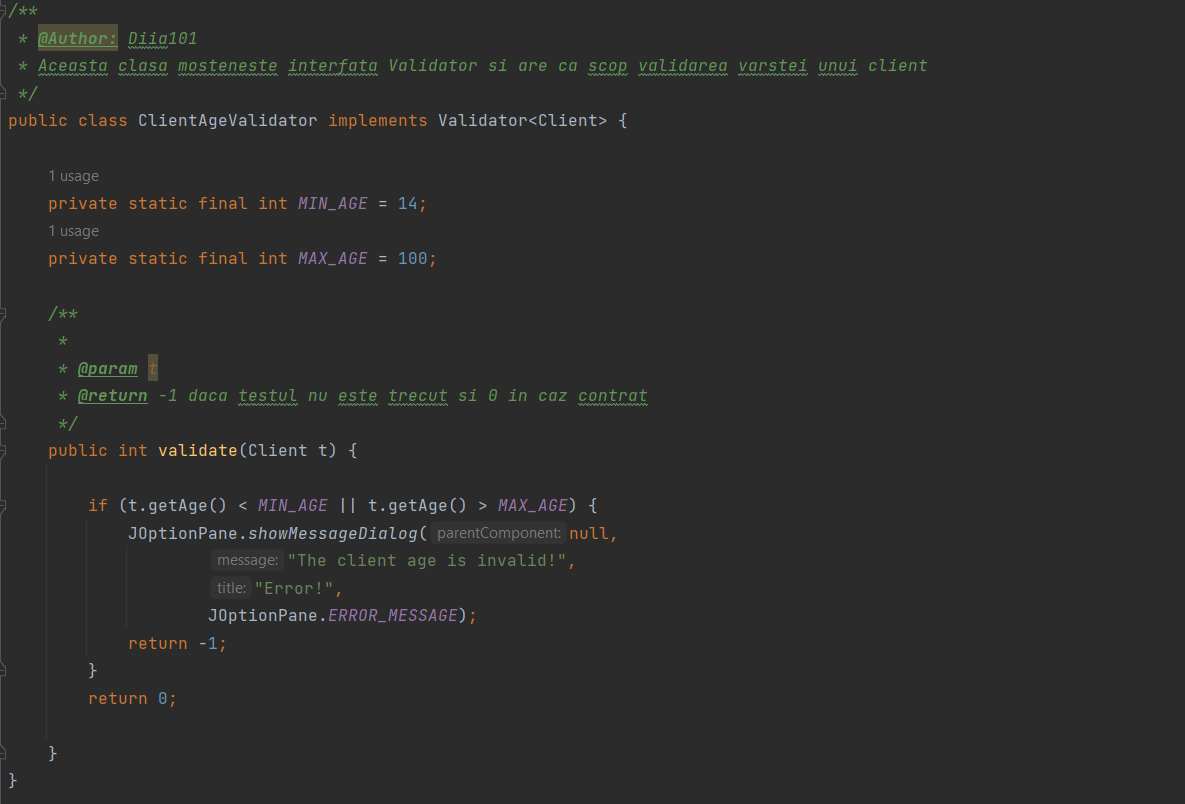 /**
 * @Author: Diia101
 * Aceasta clasa mosteneste interfata Validator si are ca scop validarea varstei unui client
 */
public class ClientAgeValidator implements Validator<Client> {
1 usage
private static final int MIN_AGE = 14;
1 usage
private static final int MAX_AGE = 100;
/**
 *
 * @param t
 * @return -1 daca testul nu este trecut si 0 in caz contrat
 */
public int validate(Client t) {
if (t.getAge() < MIN_AGE || t.getAge() > MAX_AGE) {
JOptionPane.showMessageDialog( parentComponent: null,
message: "The client age is invalid!",
title: "Error!",
JOptionPane.ERROR_MESSAGE);
return -1;
}
return 0;
}
}